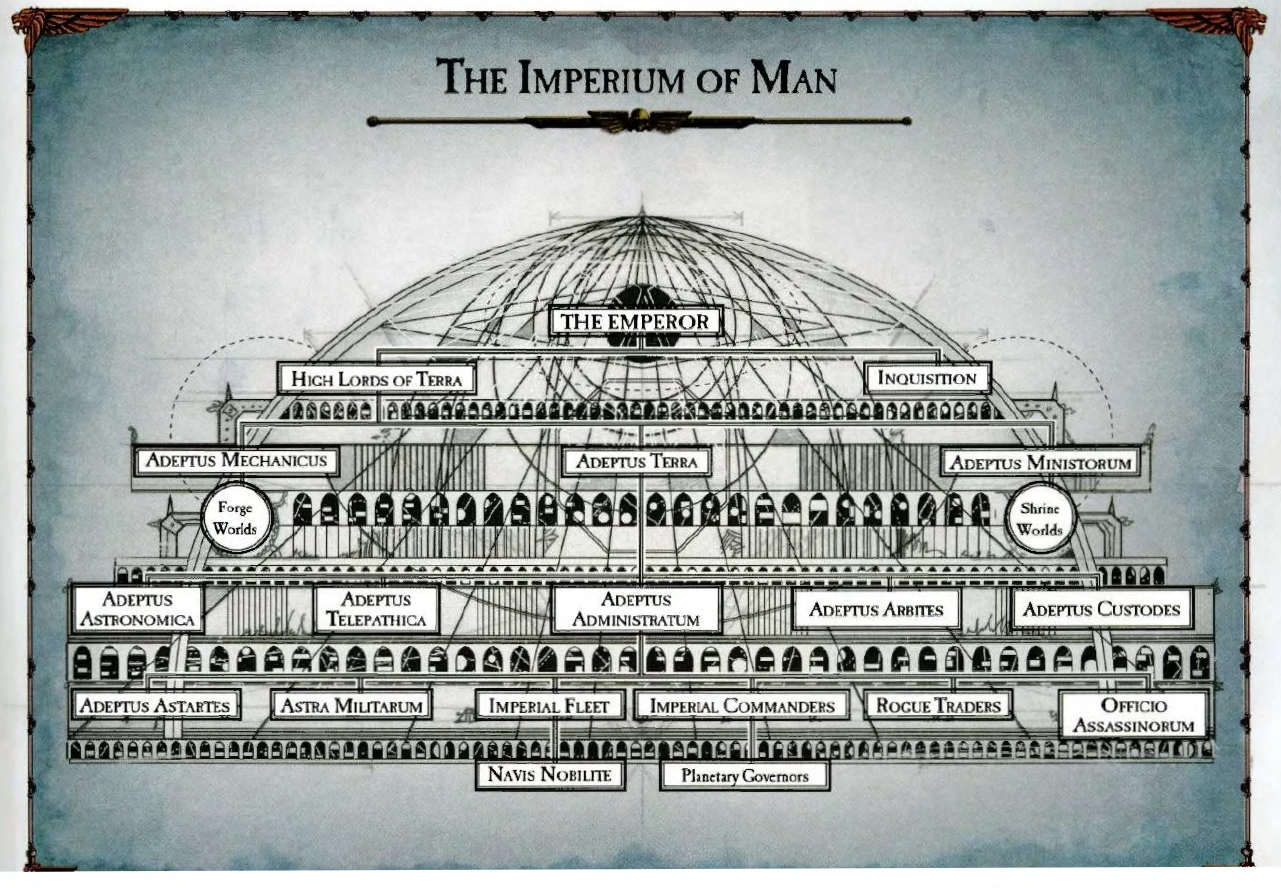 THE IMPERIUM OF MAN
THE EMPEROR
HIGH LORDS OF TERRA
INQUISITION
ADEPTUS MECHANICUS
ADEPTUS TERRA
ADEPTUS MINISTORUM
Forge
Worlds
Shrine
Worlds
ADEPTUS
ASTRONOMICA
ADEPTUS
TELEPATHICA
ADEPTUS
ADMINISTRATUM
ADEPTUS ARBITES
ADEPTUS CUSTODES
ADEPTUS ASTARTES
ASTRA MILITARUM
IMPERIAL FLEET
IMPERIAL COMMANDERS
ROGUE TRADERS
OFFICIO
ASSASSINORUM
NAVIS NOBILITE
Planetary Governors